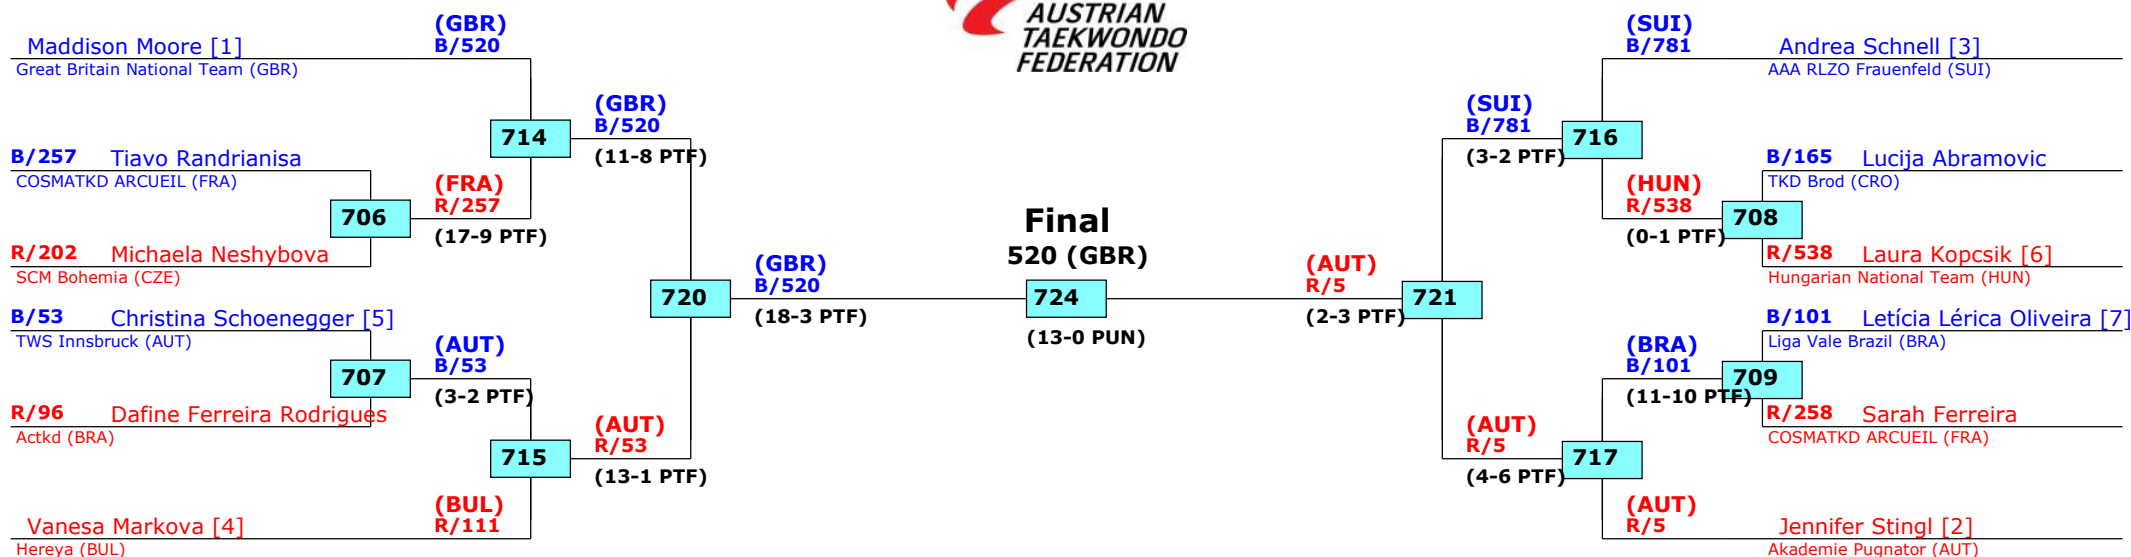 AUSTRIAN
TAEKWONDO
FEDERATION
Maddison Moore [1]
Great Britain National Team (GBR)
(GBR)
B/520
B/257 Tiavo Randrianisa
COSMATKD ARCUEIL (FRA)
706
R/202 Michaela Neshybova
SCM Bohemia (CZE)
(FRA)
R/257
(17-9 PTF)
714
(GBR)
B/520
(11-8 PTF)
B/53 Christina Schoenegger [5]
TWS Innsbruck (AUT)
707
R/96 Dafine Ferreira Rodrigues
Actkd (BRA)
(AUT)
B/53
(3-2 PTF)
715
(AUT)
R/53
(13-1 PTF)
(BUL)
R/111
Vanesa Markova [4]
Hereya (BUL)
720
(GBR)
B/520
(18-3 PTF)
Final
520 (GBR)
724
(13-0 PUN)
(AUT)
R/5
(2-3 PTF)
721
(SUI)
B/781
(3-2 PTF)
716
(SUI)
B/781
Andrea Schnell [3]
AAA RLZO Frauenfeld (SUI)
(HUN)
R/538
(0-1 PTF)
708
B/165 Lucija Abramovic
TKD Brod (CRO)
R/538 Laura Kopcsik [6]
Hungarian National Team (HUN)
B/101 Letícia Lérica Oliveira [7]
Liga Vale Brazil (BRA)
(BRA)
B/101
(11-10 PTF)
709
R/258 Sarah Ferreira
COSMATKD ARCUEIL (FRA)
(AUT)
R/5
(4-6 PTF)
717
(AUT)
R/5
Jennifer Stingl [2]
Akademie Pugnator (AUT)